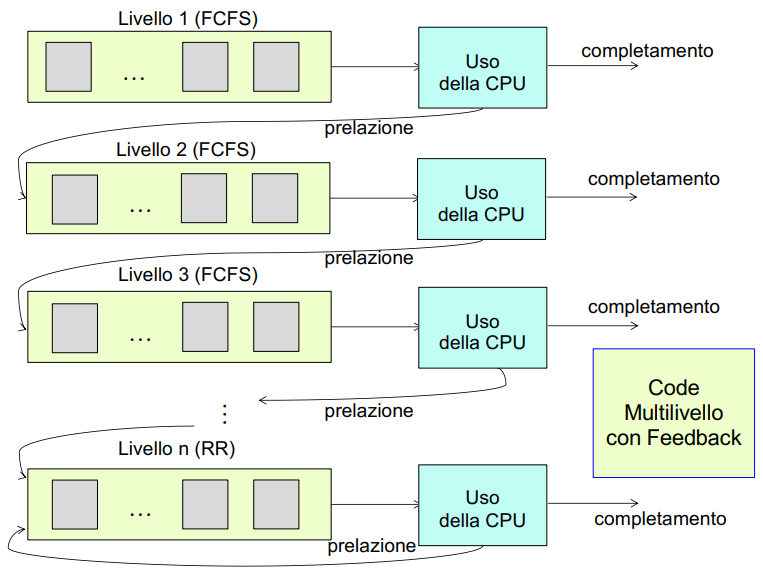 Livello 1 (FCFS)
...
Uso
della CPU
completamento
prelazione
Livello 2 (FCFS)
...
Uso
della CPU
completamento
prelazione
Livello 3 (FCFS)
...
Uso
della CPU
completamento
prelazione
Code
Multilivello
con Feedback
...
Livello n (RR)
...
Uso
della CPU
completamento
prelazione